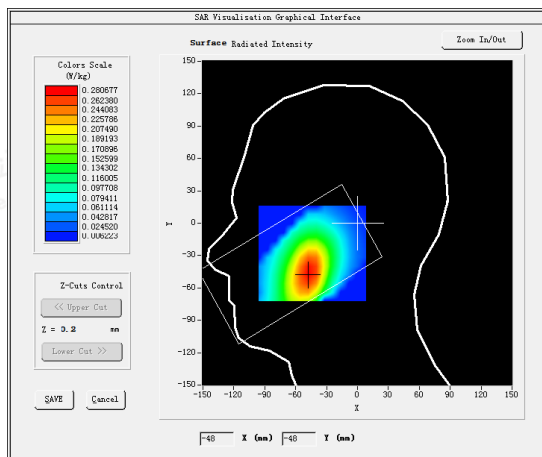 SAR Visualisation Graphical Interface
Surface Radiated Intensity
Zoom In/Out
Colors Scale
(W/kg)
0.280677
0.262380
0.244083
0.225786
0.207490
0.189193
0.170896
0.152599
0.134302
0.116005
0.097708
0.079411
0.061114
0.042817
0.024520
0.006223
150
120
90
60
30
0
-30
-60
-90
-120
-150
Y
-150 -120 -90 -60 -30 0 30 60 90 120 150
X
Z-Cuts Control
<< Upper Cut
Z = 3.2 mm
Lower Cut >>
SAVE Cancel
-48 X (mm) -48 Y (mm)